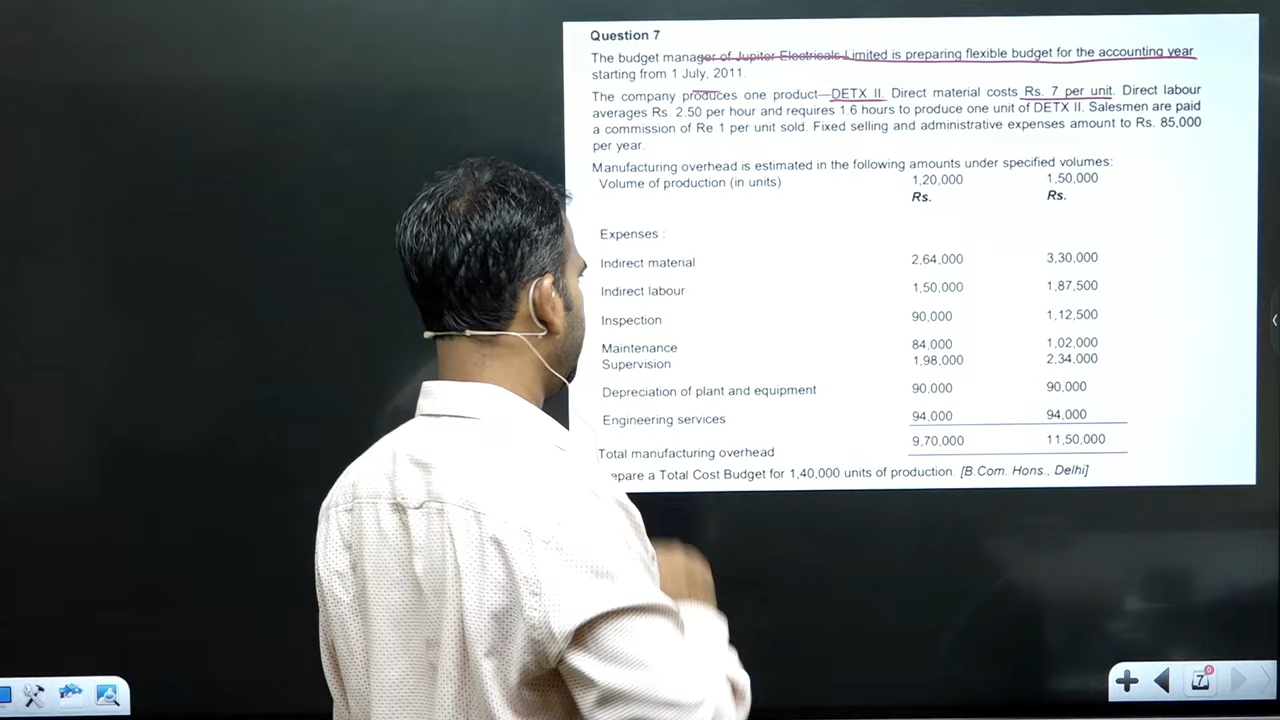 Question 7
The budget manager of Jupiter Electricals Limited is preparing flexible budget for the accounting year
starting from 1 July, 2011.
The company produces one product—DETX II. Direct material costs Rs. 7 per unit. Direct labour
averages Rs. 2.50 per hour and requires 1.6 hours to produce one unit of DETX II. Salesmen are paid
a commission of Re 1 per unit sold. Fixed selling and administrative expenses amount to Rs. 85,000
per year.
Manufacturing overhead is estimated in the following amounts under specified volumes:
Volume of production (in units) 1,20,000 1,50,000
Rs. Rs.
Expenses :
Indirect material 2,64,000 3,30,000
Indirect labour 1,50,000 1,87,500
Inspection 90,000 1,12,500
Maintenance 84,000 1,02,000
Supervision 1,98,000 2,34,000
Depreciation of plant and equipment 90,000 90,000
Engineering services 94,000 94,000
Total manufacturing overhead 9,70,000 11,50,000
epare a Total Cost Budget for 1,40,000 units of production. [B.Com. Hons., Delhi]
7